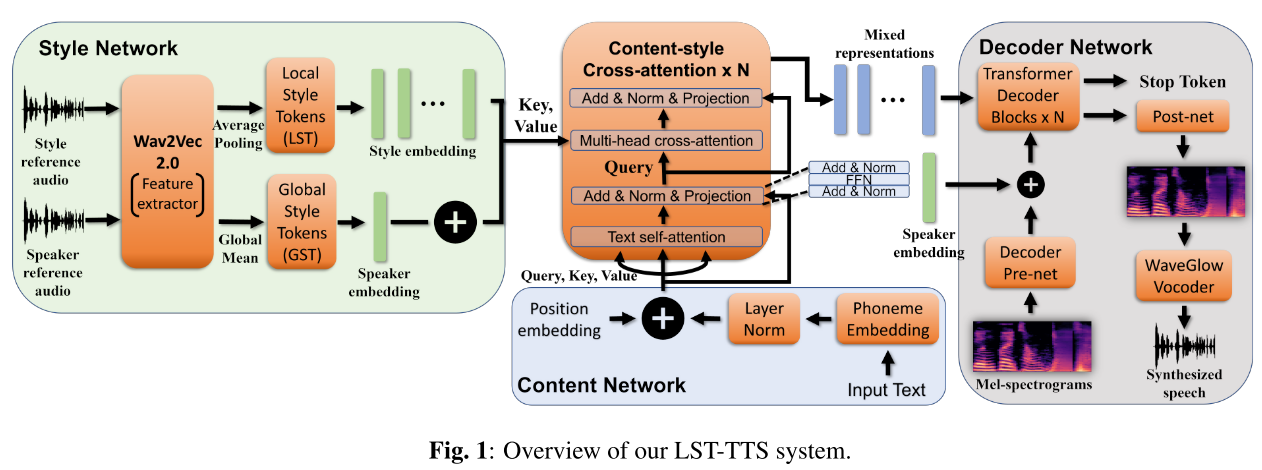 Style Network
Style
reference
audio
Speaker
reference
audio
Wav2Vec
2.0
Feature
extractor
Average
Pooling
Global
Mean
Local
Style
Tokens
(LST)
Global
Style
Tokens
(GST)
Style embedding
Speaker
embedding
+
Key,
Value
Content-style
Cross-attention x N
Add & Norm & Projection
Multi-head cross-attention
Query
Add & Norm & Projection
Text self-attention
Query, Key, Value
Add & Norm
FFN
Add & Norm
Mixed
representations
Speaker
embedding
Position
embedding
+
Layer
Norm
Phoneme
Embedding
Input Text
Content Network
Decoder Network
Transformer
Decoder
Blocks x N
Stop Token
Post-net
+
Decoder
Pre-net
Mel-spectrograms
WaveGlow
Vocoder
Synthesized
speech
Fig. 1: Overview of our LST-TTS system.